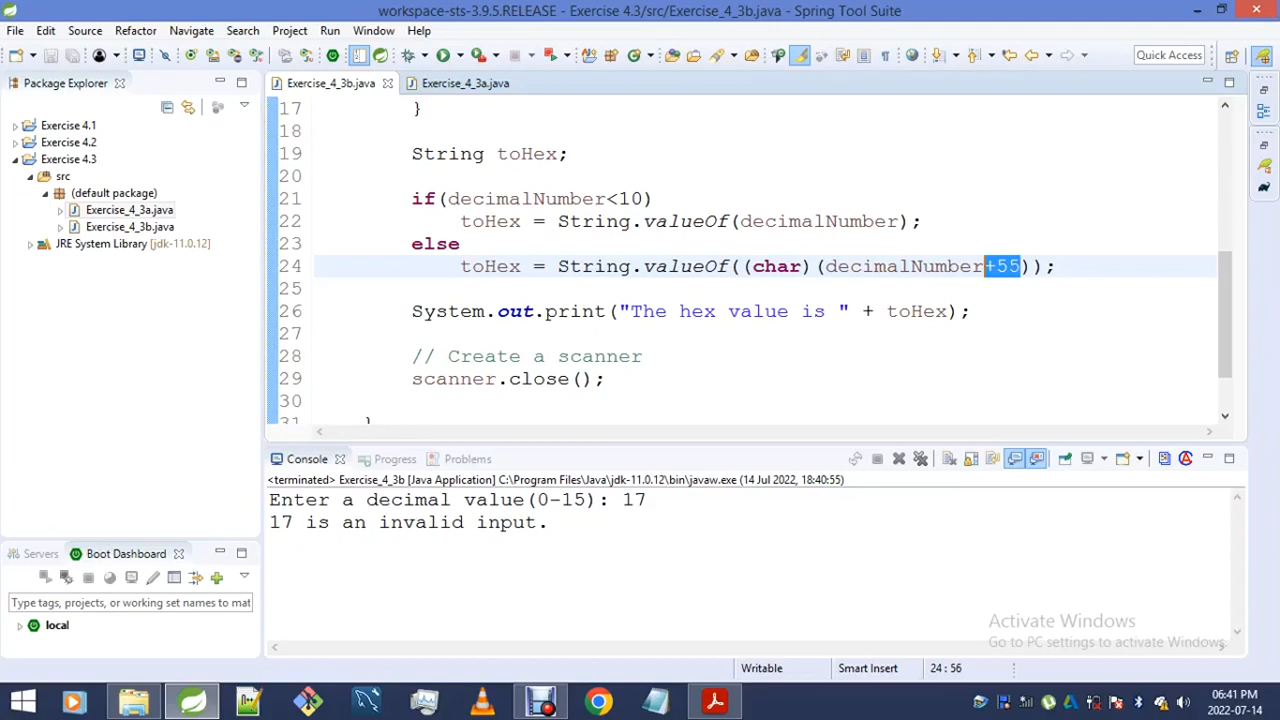 workspace-sts-3.9.5.RELEASE - Exercise 4.3/src/Exercise_4_3b.java - Spring Tool Suite
File Edit Source Refactor Navigate Search Project Run Window Help
Quick Access
Package Explorer
Exercise 4.1
Exercise 4.2
Exercise 4.3
src
(default package)
Exercise_4_3a.java
Exercise_4_3b.java
JRE System Library [jdk-11.0.12]
Exercise_4_3b.java Exercise_4_3a.java
17 }
18
19 String toHex;
20
21 if(decimalNumber<10)
22 toHex = String.valueOf(decimalNumber);
23 else
24 toHex = String.valueOf((char)(decimalNumber+55));
25
26 System.out.print("The hex value is " + toHex);
27
28 // Create a scanner
29 scanner.close();
30
31 }
Console Progress Problems
<terminated> Exercise_4_3b [Java Application] C:\Program Files\Java\jdk-11.0.12\bin\javaw.exe (14 Jul 2022, 18:40:55)
Enter a decimal value(0-15): 17
17 is an invalid input.
Servers Boot Dashboard
Type tags, projects, or working set names to mat
local
Activate Windows
Go to PC settings to activate Windows.
Writable Smart Insert 24 : 56
06:41 PM
2022-07-14